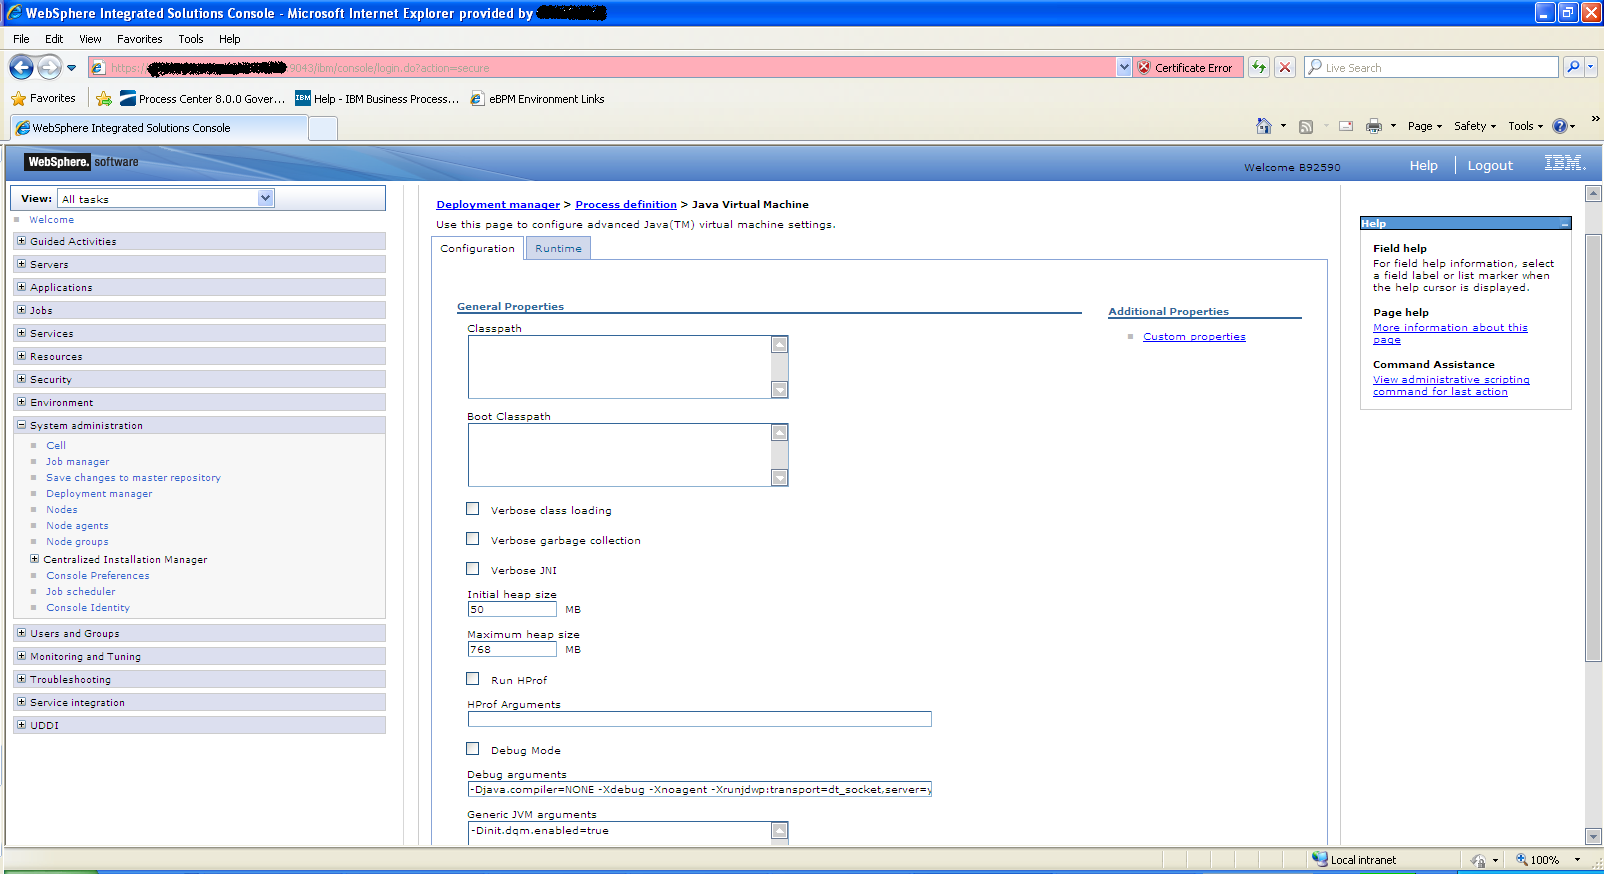 WebSphere Integrated Solutions Console - Microsoft Internet Explorer provided by
File Edit View Favorites Tools Help
https:// 9043/ibm/console/login.do?action=secure Certificate Error Live Search
Favorites Process Center 8.0.0 Gover... IBM Help - IBM Business Process... eBPM Environment Links
WebSphere Integrated Solutions Console Page Safety Tools
WebSphere. software Welcome B92590 Help Logout IBM.
View: All tasks
Welcome
Guided Activities
Servers
Applications
Jobs
Services
Resources
Security
Environment
System administration
Cell
Job manager
Save changes to master repository
Deployment manager
Nodes
Node agents
Node groups
Centralized Installation Manager
Console Preferences
Job scheduler
Console Identity
Users and Groups
Monitoring and Tuning
Troubleshooting
Service integration
UDDI
Deployment manager > Process definition > Java Virtual Machine
Use this page to configure advanced Java(TM) virtual machine settings.
Configuration Runtime
General Properties
Classpath
Boot Classpath
Verbose class loading
Verbose garbage collection
Verbose JNI
Initial heap size
50 MB
Maximum heap size
768 MB
Run HProf
HProf Arguments
Debug Mode
Debug arguments
-Djava.compiler=NONE -Xdebug -Xnoagent -Xrunjdwp:transport=dt_socket,server=y
Generic JVM arguments
-Dinit.dqm.enabled=true
Additional Properties
Custom properties
Help
Field help
For field help information, select
a field label or list marker when
the help cursor is displayed.
Page help
More information about this
page
Command Assistance
View administrative scripting
command for last action
Local intranet 100%